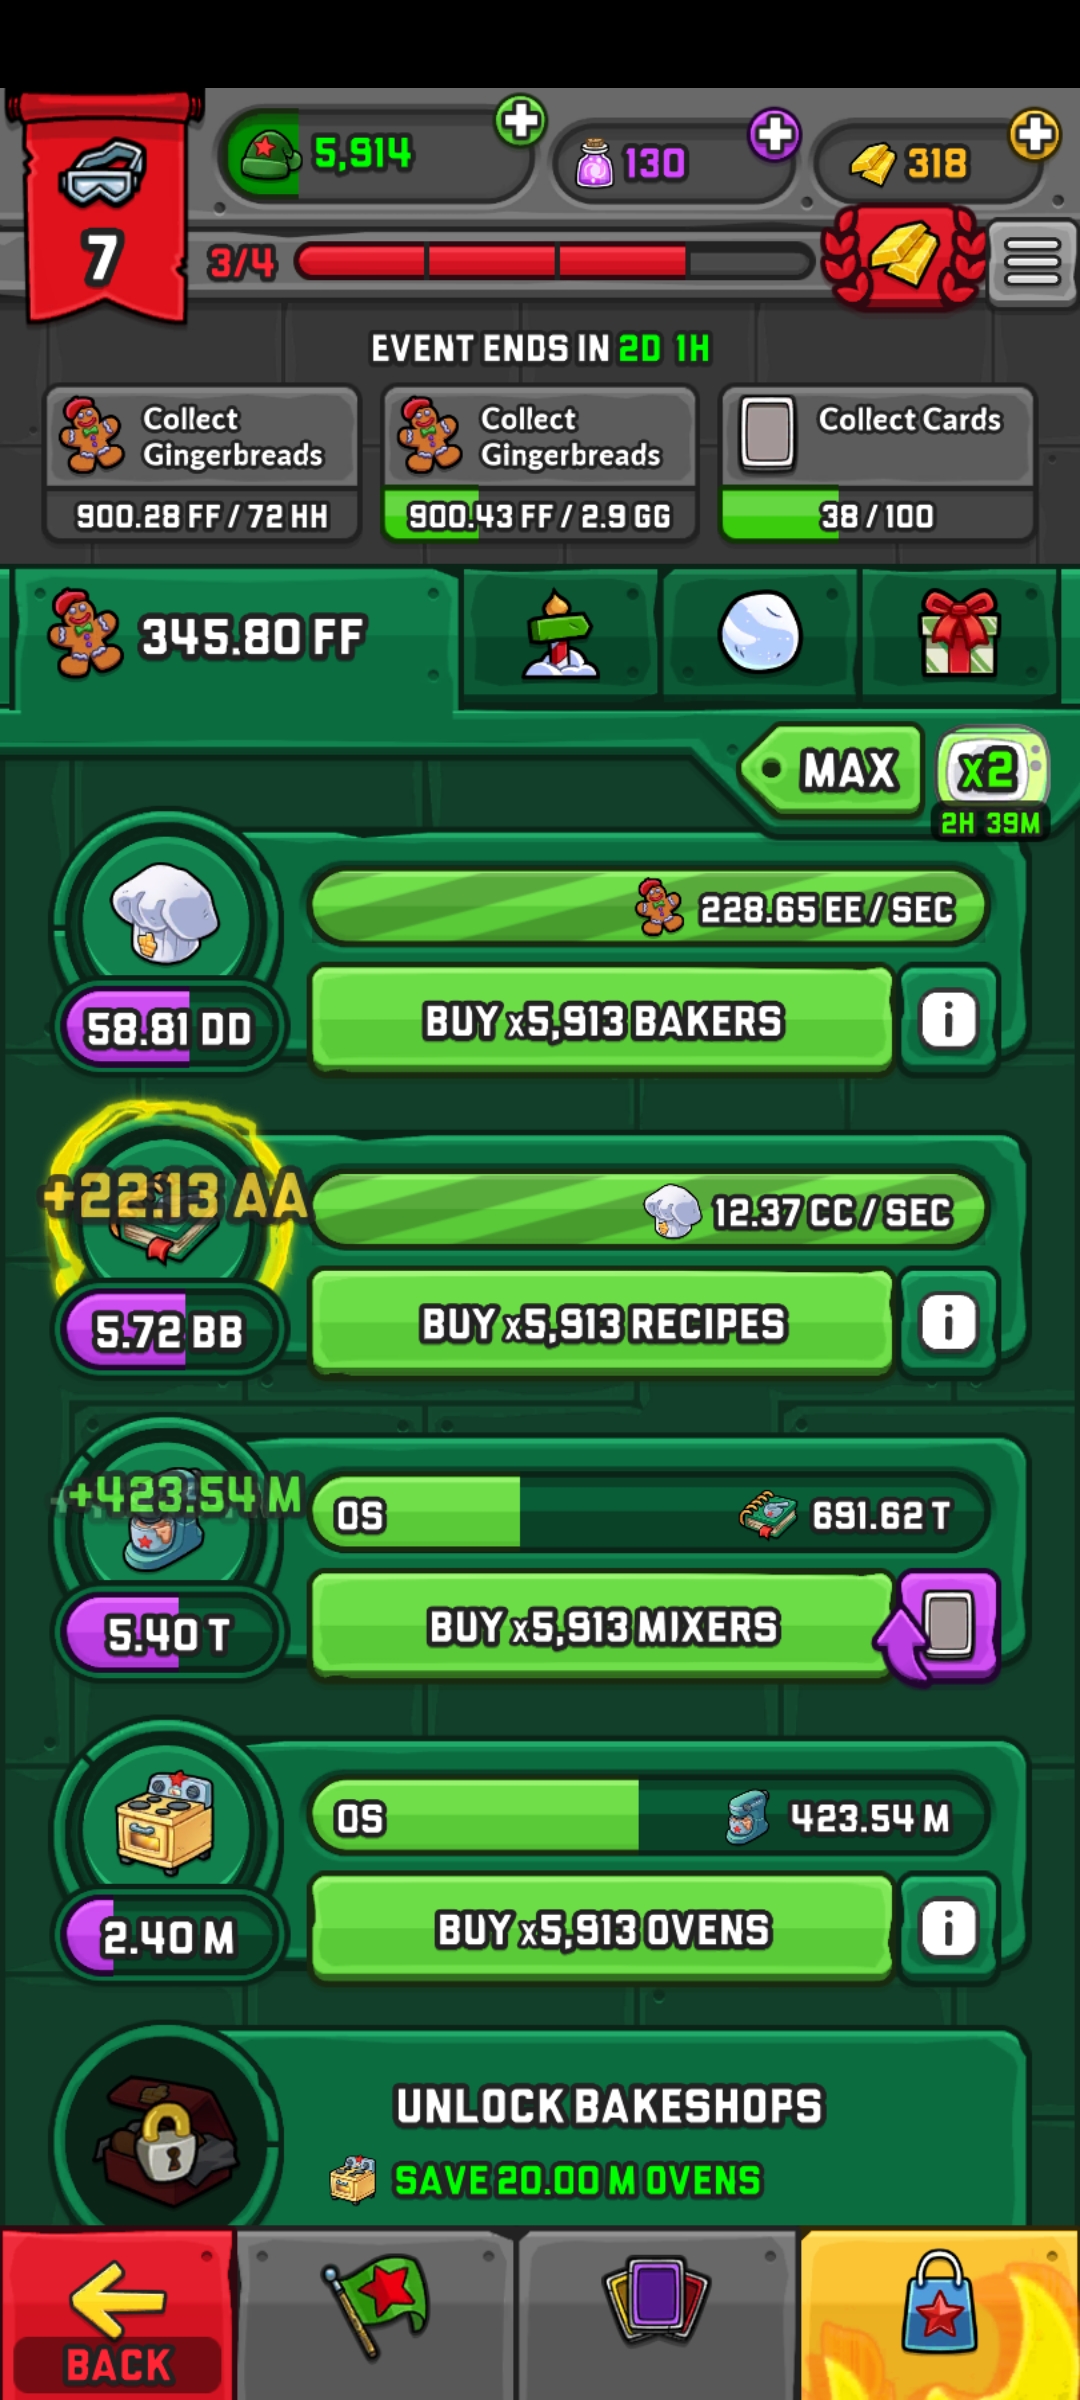 5,914
130
318
7
3/4
EVENT ENDS IN 2D 1H
Collect
Gingerbreads
900.28 FF / 72 HH
Collect
Gingerbreads
900.43 FF / 2.9 GG
Collect Cards
38 / 100
345.80 FF
MAX
x2
2H 39M
228.65 EE / SEC
58.81 DD
BUY x5,913 BAKERS
i
+22.13 AA
12.37 CC / SEC
5.72 BB
BUY x5,913 RECIPES
i
+423.54 M
0S
691.62 T
5.40 T
BUY x5,913 MIXERS
0S
423.54 M
2.40 M
BUY x5,913 OVENS
i
UNLOCK BAKESHOPS
SAVE 20.00 M OVENS
BACK